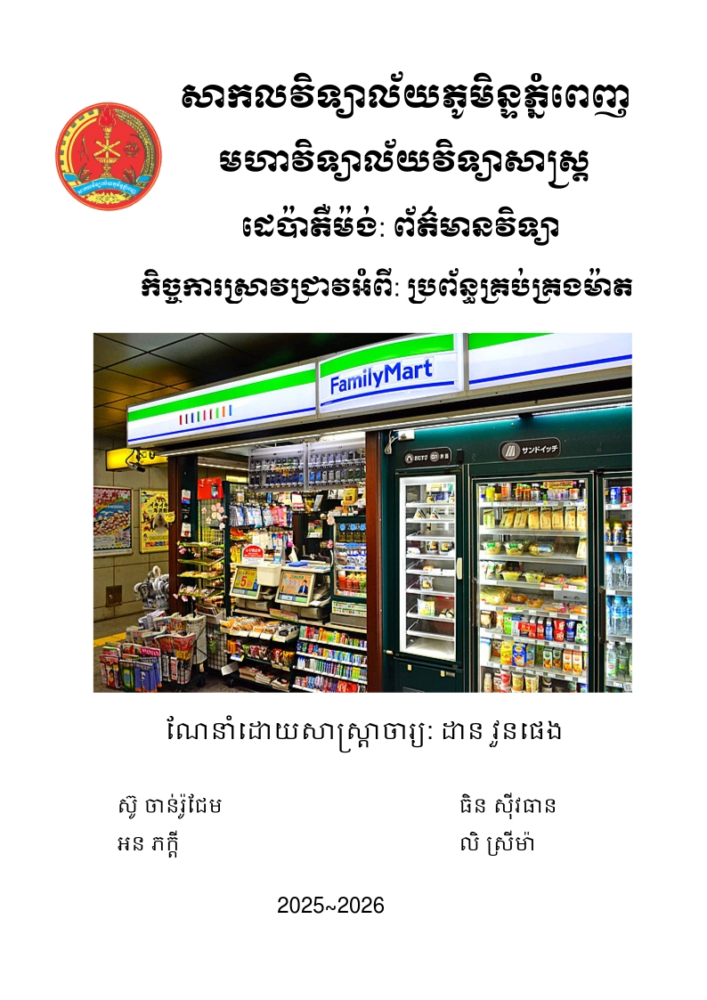 សាកលវិទ្យាល័យភូមិន្ទភ្នំពេញ
មហាវិទ្យាល័យវិទ្យាសាស្ត្រ
ដេប៉ាតឺម៉ង់: ព័ត៌មានវិទ្យា
កិច្ចការស្រាវជ្រាវអំពី: ប្រព័ន្ធគ្រប់គ្រងម៉ាត
FamilyMart
サンドイッチ
ណែនាំដោយសាស្ត្រាចារ្យ: ដាន វួនផេង
ស៊ូ ចាន់រ៉ូជែម ធិន ស៊ីវធាន
អន ភក្តី លិ ស្រីម៉ា
2025~2026